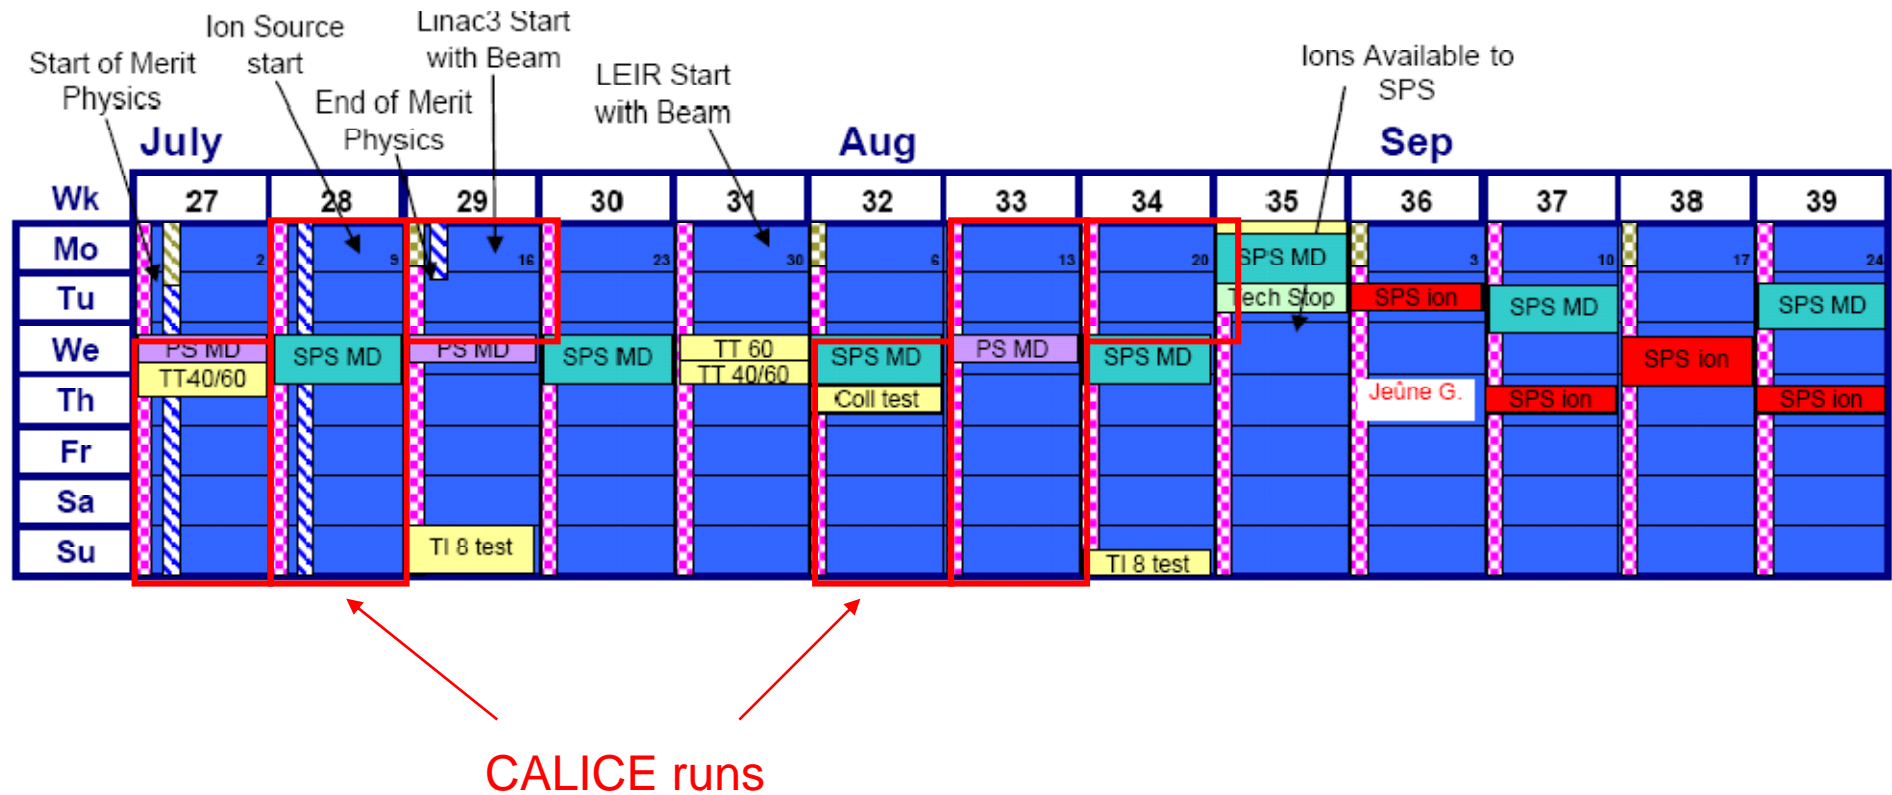 Ion Source
start
Linac3 Start
with Beam
Start of Merit
Physics
End of Merit
Physics
LEIR Start
with Beam
Ions Available to
SPS
July Aug Sep
Wk 27 28 29 30 31 32 33 34 35 36 37 38 39
Mo 2 9 16 23 30 6 13 20 SPS MD 3 10 17 24
Tu Tech Stop SPS ion SPS MD SPS MD
We PS MD SPS MD PS MD SPS MD TT 60 SPS MD PS MD SPS MD SPS ion
TT40/60 TT 40/60
Th Coll test Jeûne G. SPS ion SPS ion
Fr
Sa
Su TI 8 test TI 8 test
CALICE runs